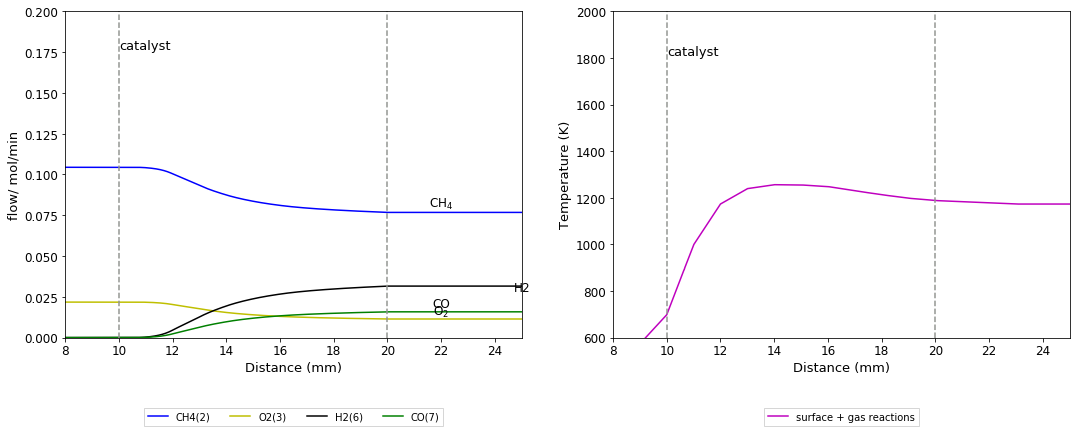 0.200
0.175
0.150
0.125
0.100
0.075
0.050
0.025
0.000
flow/ mol/min
catalyst
CH₄
H2
CO
O₂
8 10 12 14 16 18 20 22 24
Distance (mm)
CH4(2) O2(3) H2(6) CO(7)
2000
1800
1600
1400
1200
1000
800
600
Temperature (K)
catalyst
8 10 12 14 16 18 20 22 24
Distance (mm)
surface + gas reactions